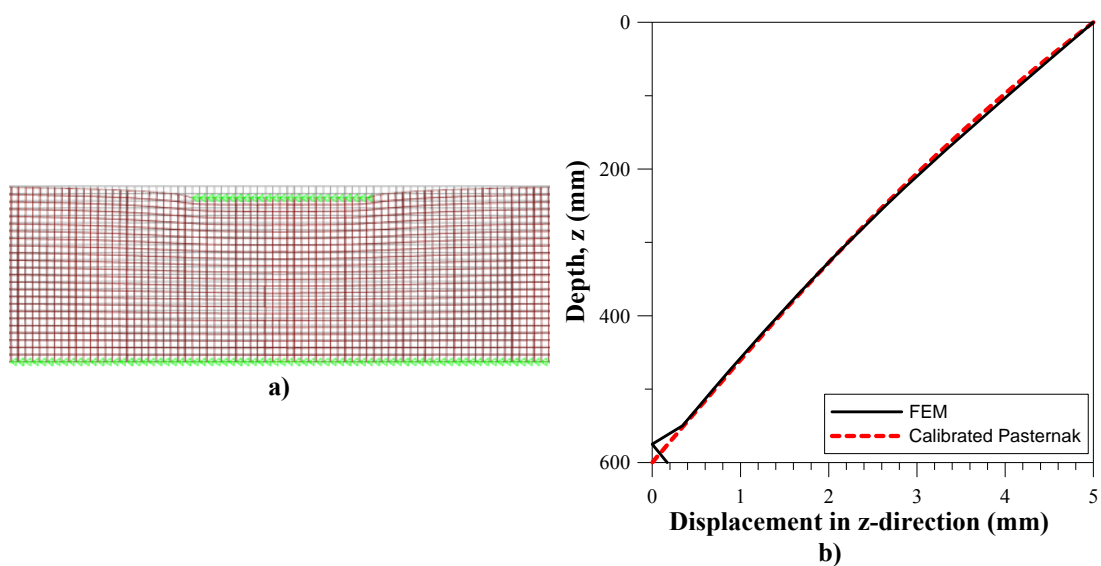 a)
0
200
400
600
Depth, z (mm)
FEM
Calibrated Pasternak
0 1 2 3 4 5
Displacement in z-direction (mm)
b)